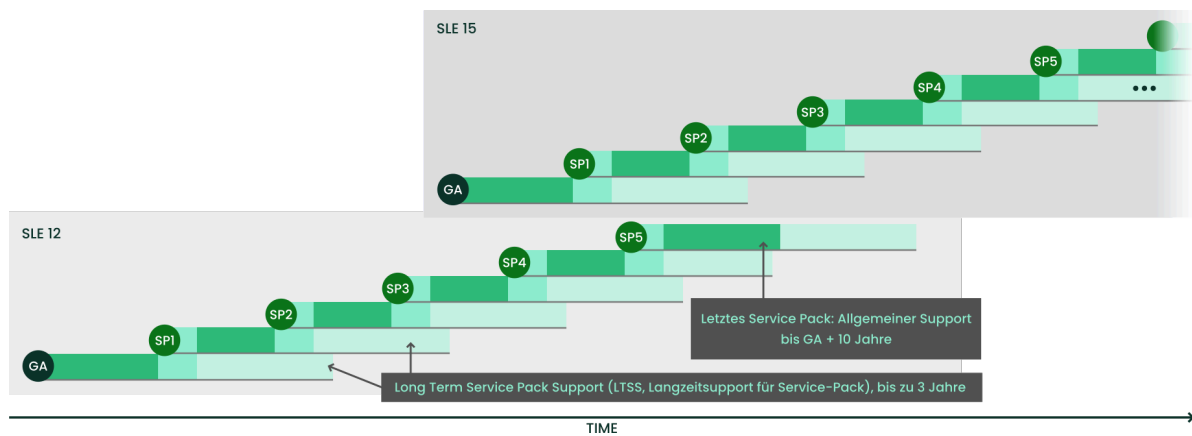 SLE 15
SP5
SP4
...
SP3
SP2
SP1
GA
SLE 12
SP5
SP4
SP3
SP2
SP1
GA
Letztes Service Pack: Allgemeiner Support
bis GA + 10 Jahre
Long Term Service Pack Support (LTSS, Langzeitsupport für Service-Pack), bis zu 3 Jahre
TIME